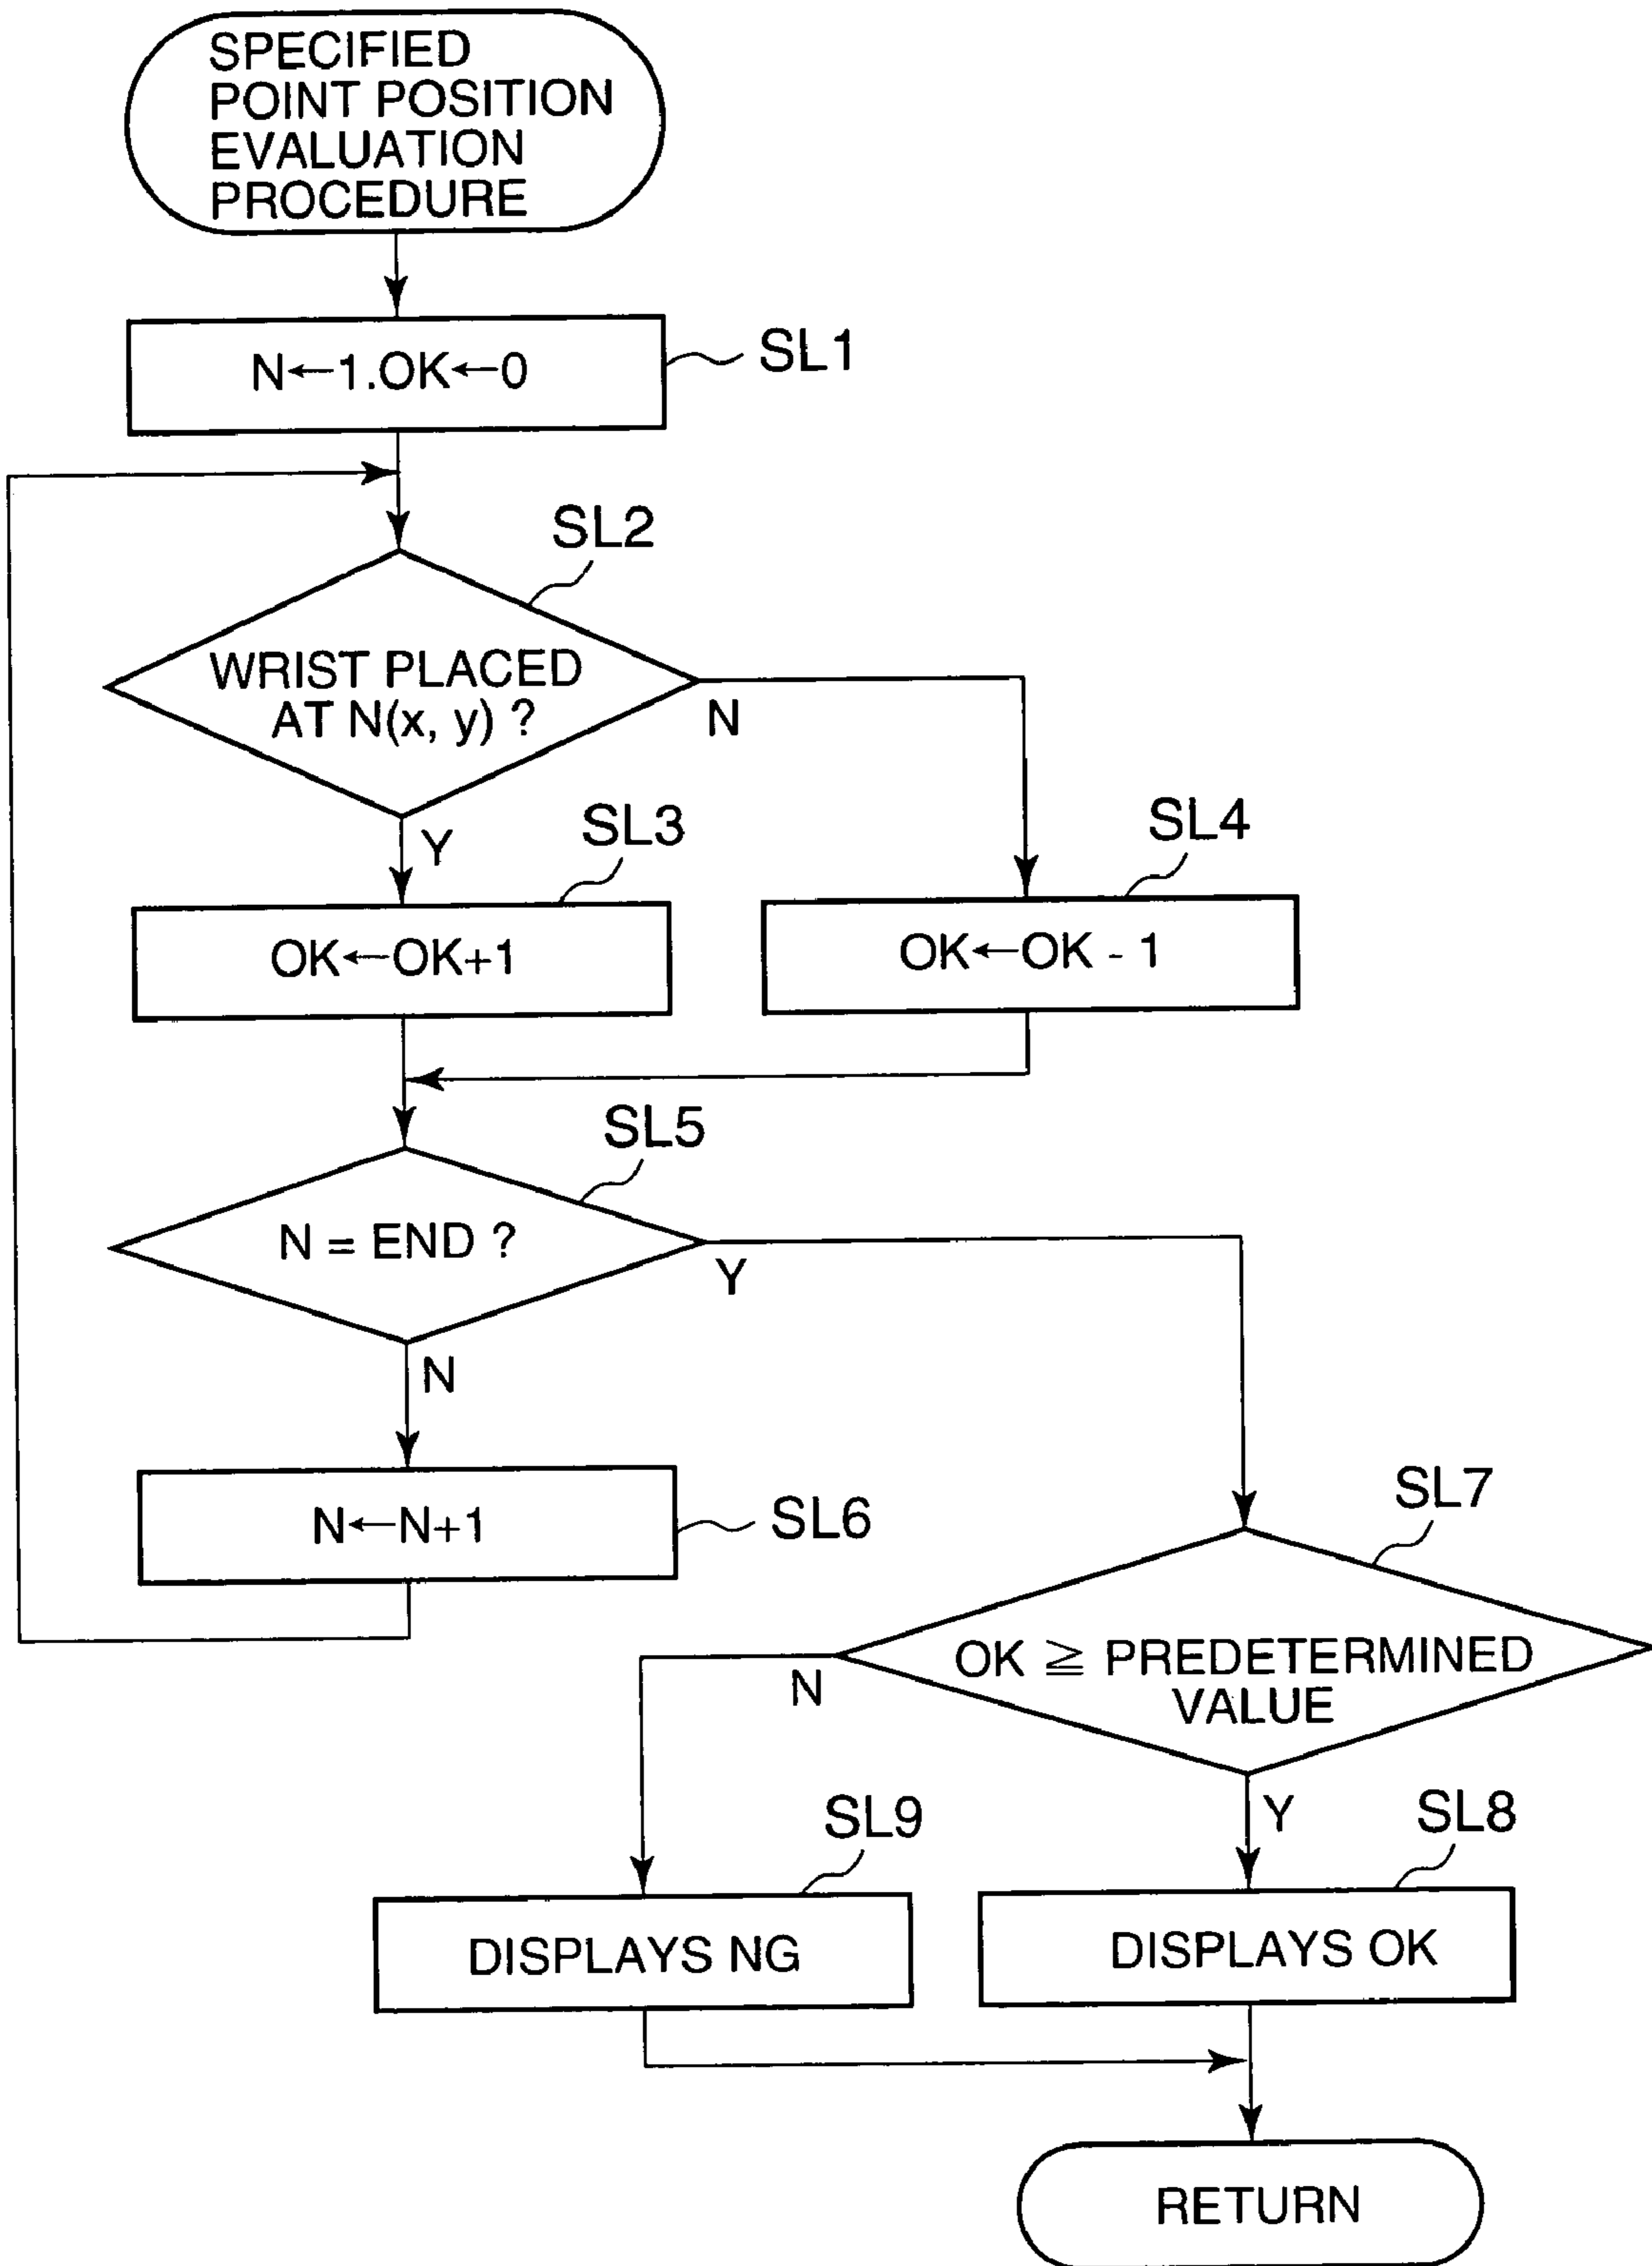 SPECIFIED
POINT POSITION
EVALUATION
PROCEDURE
N←1.OK←0
SL1
SL2
WRIST PLACED
AT N(x, y) ?
N
Y
SL3
SL4
OK←OK+1
OK←OK - 1
SL5
N = END ?
Y
N
N←N+1
SL6
SL7
OK ≧ PREDETERMINED
VALUE
N
Y
SL9
SL8
DISPLAYS NG
DISPLAYS OK
RETURN